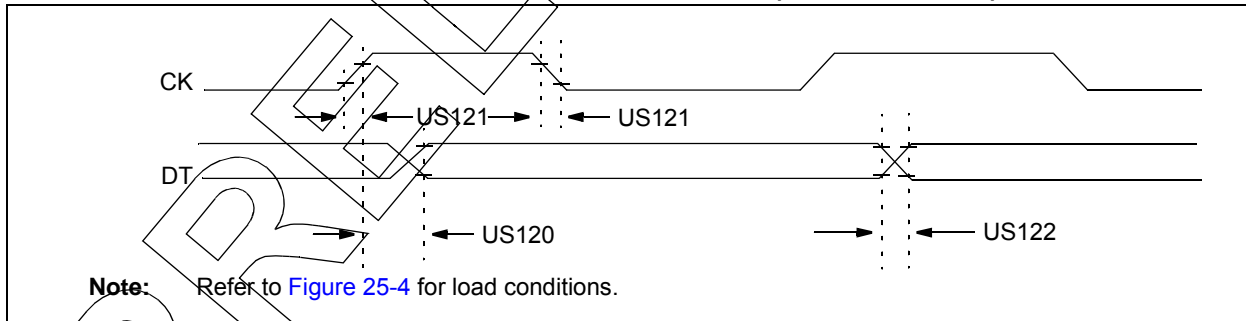 CK
US121 US121
DT
US120 US122
Note: Refer to Figure 25-4 for load conditions.